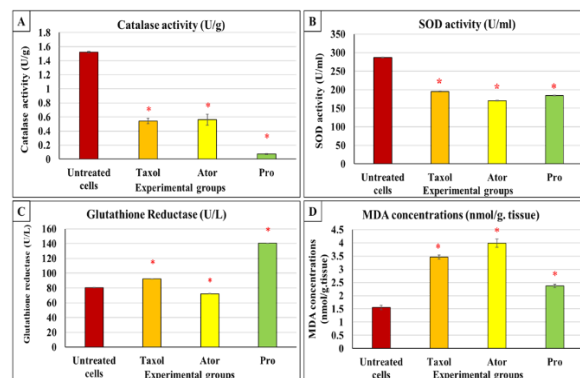 A
Catalase activity (U/g)
Catalase activity (U/g)
1.8
1.6
1.4
1.2
1
0.8
0.6
0.4
0.2
0
*
*
*
Untreated cells
Taxol
Ator
Pro
Experimental groups
B
SOD activity (U/ml)
SOD activity (U/ml)
350
300
250
200
150
100
50
0
*
*
*
Untreated cells
Taxol
Ator
Pro
Experimental groups
C
Glutathione Reductase (U/L)
Glutathione reductase (U/L)
160
140
120
100
80
60
40
20
0
*
*
*
Untreated cells
Taxol
Ator
Pro
Experimental groups
D
MDA concentrations (nmol/g. tissue)
MDA concentrations
(nmol/g.tissue)
4.5
4
3.5
3
2.5
2
1.5
1
0.5
0
*
*
*
Untreated cells
Taxol
Ator
Pro
Experimental groups